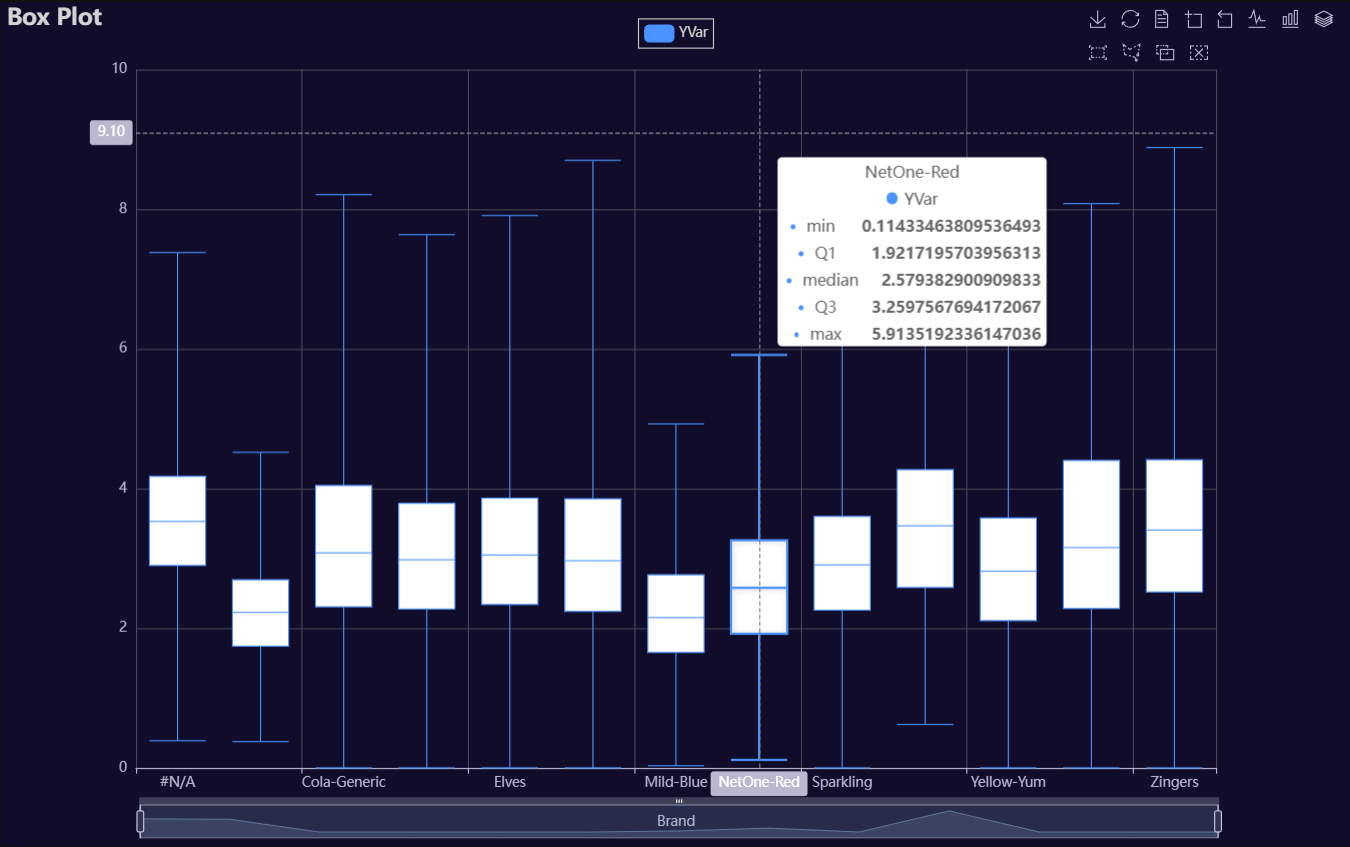 Box Plot
YVar
10
9.10
8
6
4
2
0
NetOne-Red
YVar
min 0.11433463809536493
Q1 1.9217195703956313
median 2.579382900909833
Q3 3.2597567694172067
max 5.9135192336147036
#N/A Cola-Generic Elves Mild-Blue NetOne-Red Sparkling Yellow-Yum Zingers
Brand